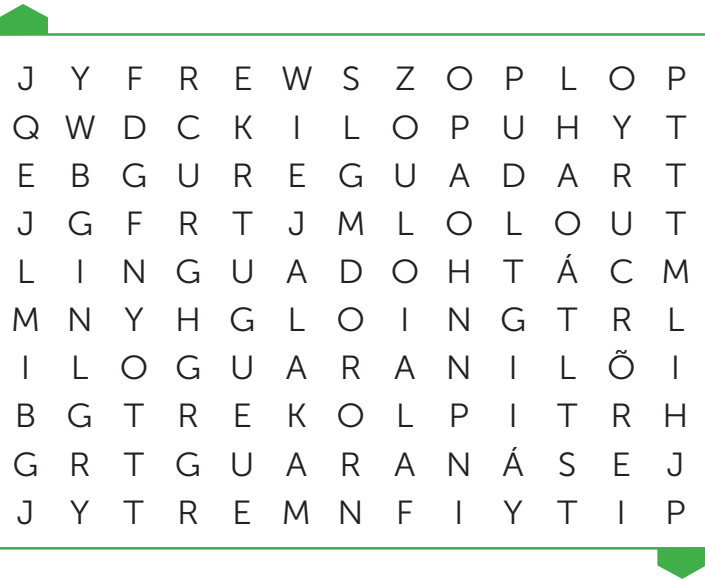 J Y F R E W S Z O P L O P
Q W D C K I L O P U H Y T
E B G U R E G U A D A R T
J G F R T J M L O L O U T
L I N G U A D O H T Á C M
M N Y H G L O I N G T R L
I L O G U A R A N I L Õ I
B G T R E K O L P I T R H
G R T G U A R A N Á S E J
J Y T R E M N F I Y T I P